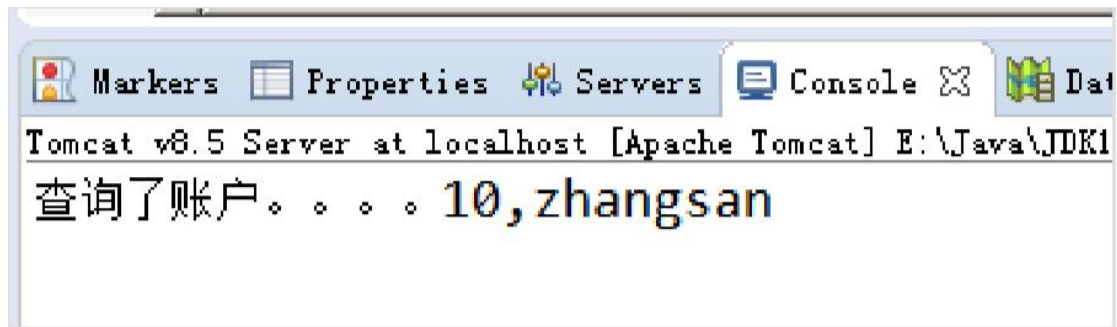 Markers Properties Servers Console Dat
Tomcat v8.5 Server at localhost [Apache Tomcat] E:\Java\JDK1
查询了账户。。。。10,zhangsan